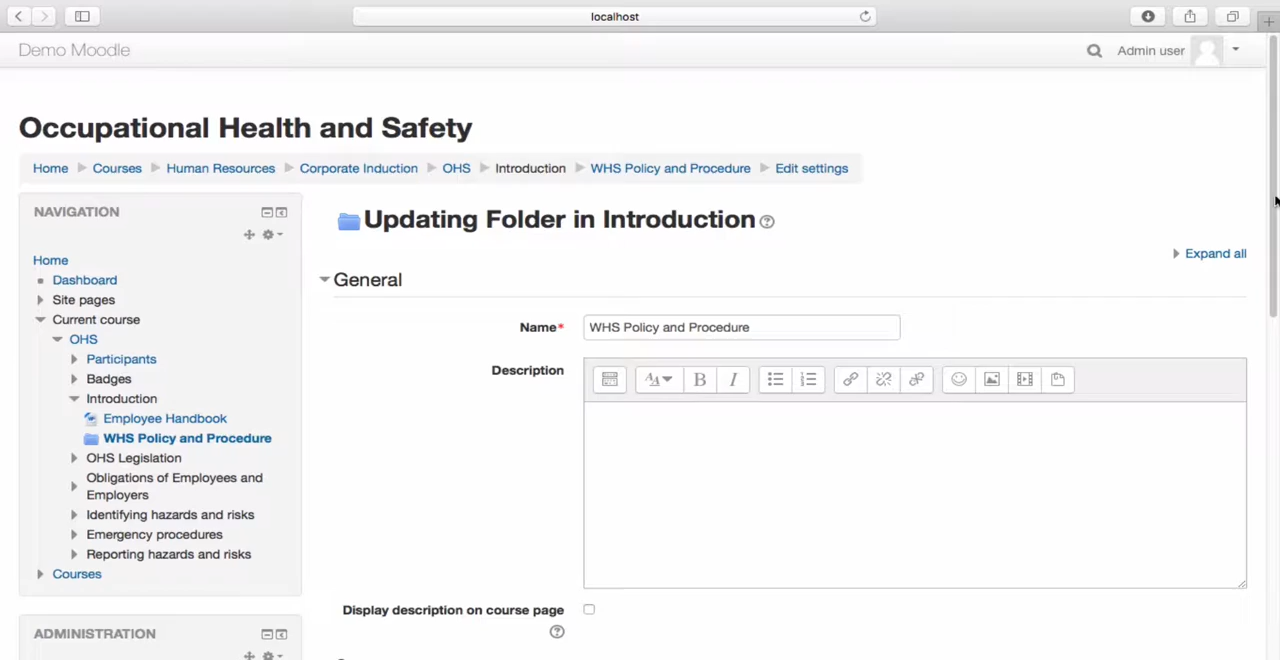 localhost
Demo Moodle
Admin user
Occupational Health and Safety
Home Courses Human Resources Corporate Induction OHS Introduction WHS Policy and Procedure Edit settings
NAVIGATION
Home
Dashboard
Site pages
Current course
OHS
Participants
Badges
Introduction
Employee Handbook
WHS Policy and Procedure
OHS Legislation
Obligations of Employees and
Employers
Identifying hazards and risks
Emergency procedures
Reporting hazards and risks
Courses
ADMINISTRATION
Updating Folder in Introduction
Expand all
General
Name* WHS Policy and Procedure
Description
Display description on course page